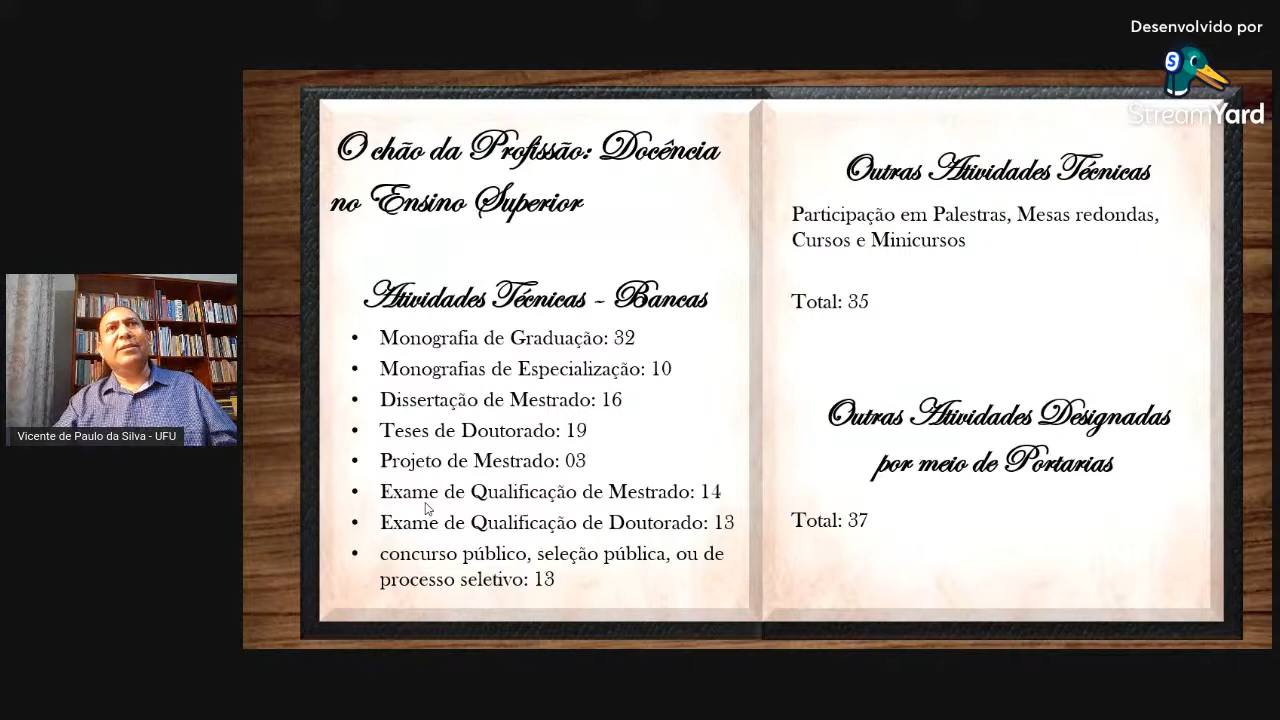 Desenvolvido por
StreamYard
O chão da Profissão: Docência
no Ensino Superior
Atividades Técnicas - Bancas
• Monografia de Graduação: 32
• Monografias de Especialização: 10
• Dissertação de Mestrado: 16
• Teses de Doutorado: 19
• Projeto de Mestrado: 03
• Exame de Qualificação de Mestrado: 14
• Exame de Qualificação de Doutorado: 13
• concurso público, seleção pública, ou de
processo seletivo: 13
Outras Atividades Técnicas
Participação em Palestras, Mesas redondas,
Cursos e Minicursos
Total: 35
Outras Atividades Designadas
por meio de Portarias
Total: 37
Vicente de Paulo da Silva - UFU